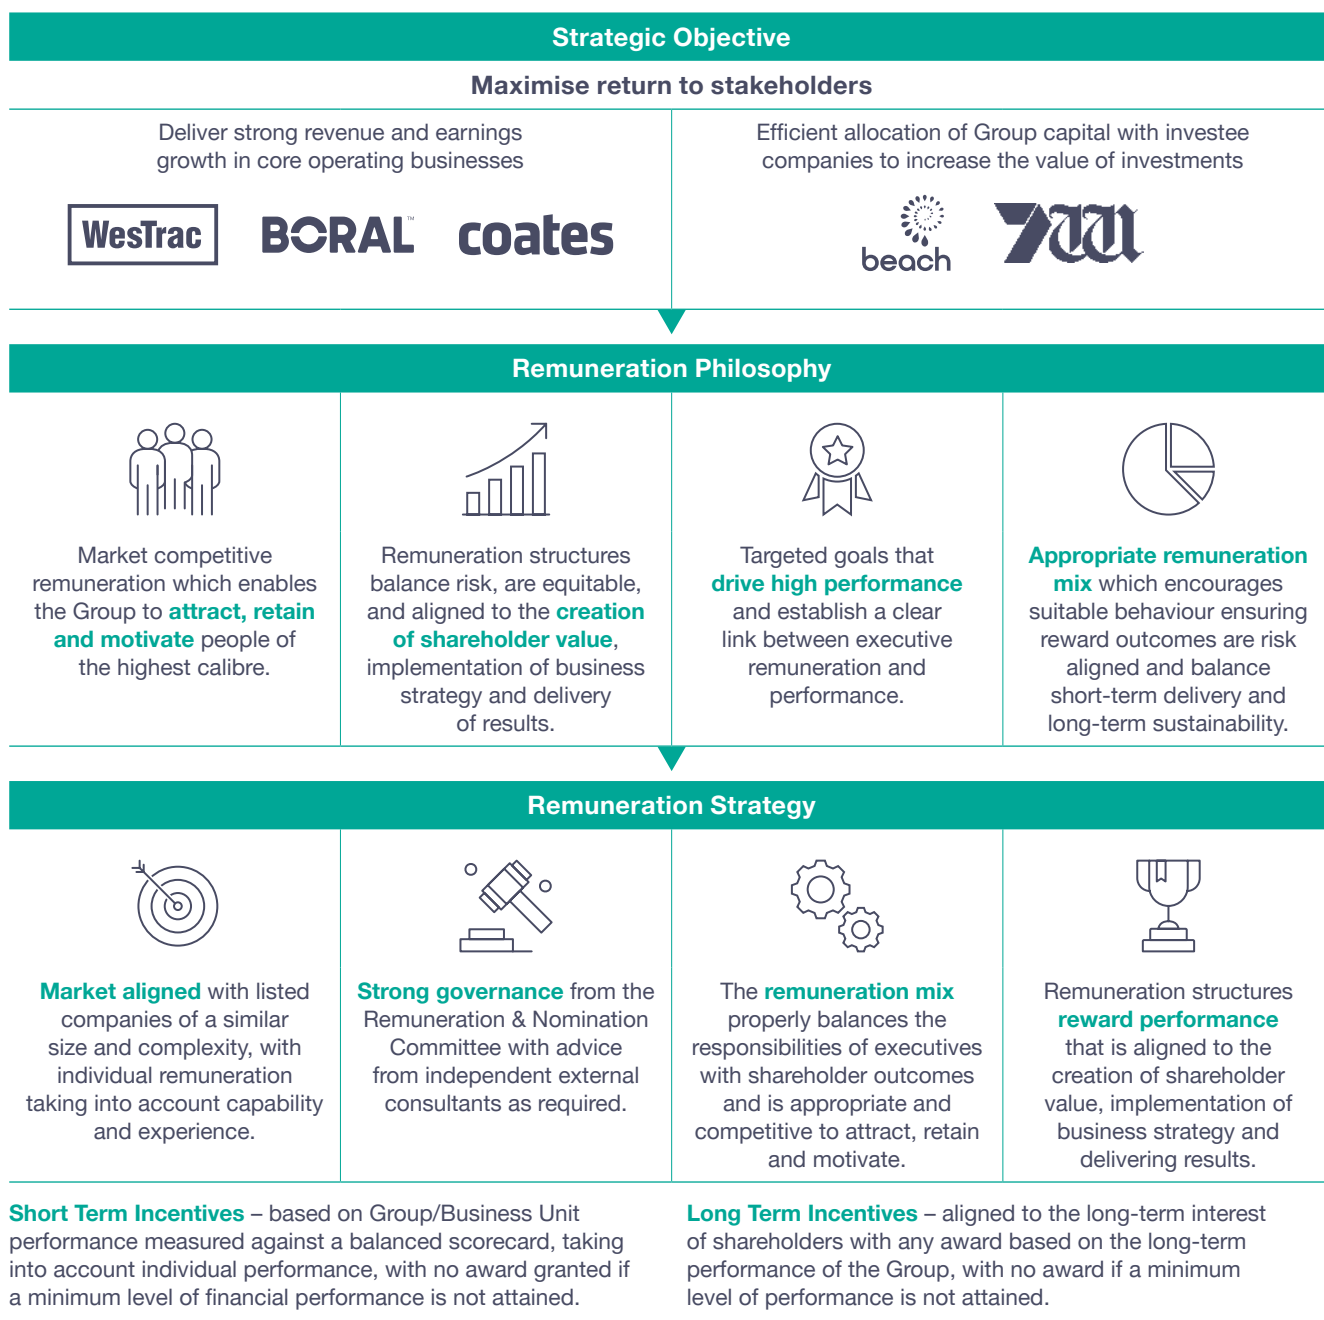 Strategic Objective
Maximise return to stakeholders
Deliver strong revenue and earnings
growth in core operating businesses
WesTrac
BORAL™
coates
Efficient allocation of Group capital with investee
companies to increase the value of investments
beach
7
Remuneration Philosophy
Market competitive
remuneration which enables
the Group to attract, retain
and motivate people of
the highest calibre.
Remuneration structures
balance risk, are equitable,
and aligned to the creation
of shareholder value,
implementation of business
strategy and delivery
of results.
Targeted goals that
drive high performance
and establish a clear
link between executive
remuneration and
performance.
Appropriate remuneration
mix which encourages
suitable behaviour ensuring
reward outcomes are risk
aligned and balance
short-term delivery and
long-term sustainability.
Remuneration Strategy
Market aligned with listed
companies of a similar
size and complexity, with
individual remuneration
taking into account capability
and experience.
Strong governance from the
Remuneration & Nomination
Committee with advice
from independent external
consultants as required.
The remuneration mix
properly balances the
responsibilities of executives
with shareholder outcomes
and is appropriate and
competitive to attract, retain
and motivate.
Remuneration structures
reward performance
that is aligned to the
creation of shareholder
value, implementation of
business strategy and
delivering results.
Short Term Incentives – based on Group/Business Unit
performance measured against a balanced scorecard, taking
into account individual performance, with no award granted if
a minimum level of financial performance is not attained.
Long Term Incentives – aligned to the long-term interest
of shareholders with any award based on the long-term
performance of the Group, with no award if a minimum
level of performance is not attained.